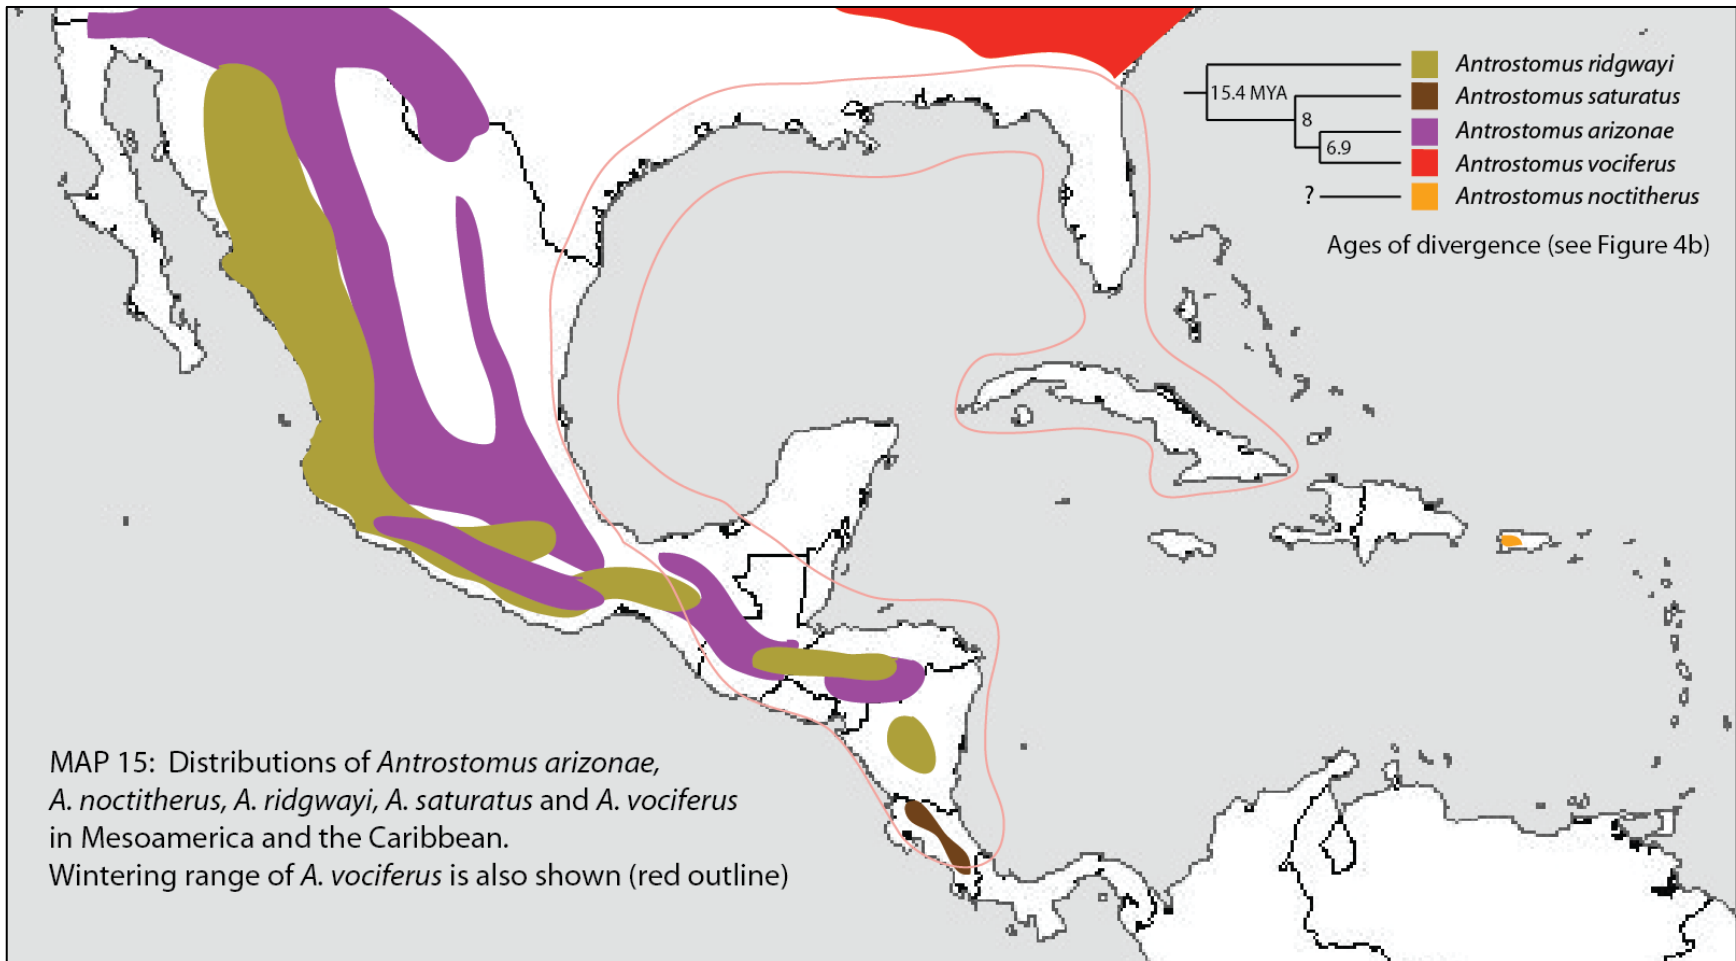 Antrostomus ridgwayi
15.4 MYA
Antrostomus saturatus
8
Antrostomus arizonae
6.9
Antrostomus vociferus
?
Antrostomus noctitherus
Ages of divergence (see Figure 4b)
MAP 15: Distributions of Antrostomus arizonae,
A. noctitherus, A. ridgwayi, A. saturatus and A. vociferus
in Mesoamerica and the Caribbean.
Wintering range of A. vociferus is also shown (red outline)